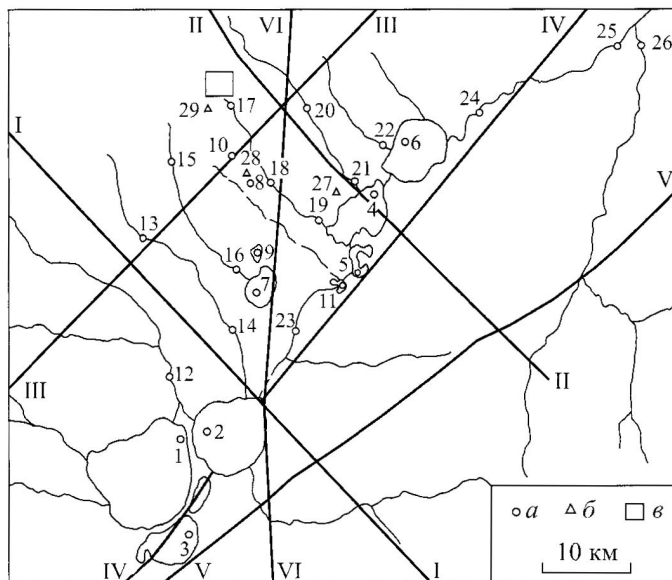 II VI III IV 25 26
29 17 20 24
I 10 22 6 V
15 28 8 18 27 21
13 19 4
16 9 5
7 11
14 23
III 12 II
2
1
3
IV V VI I
а б в
10 км